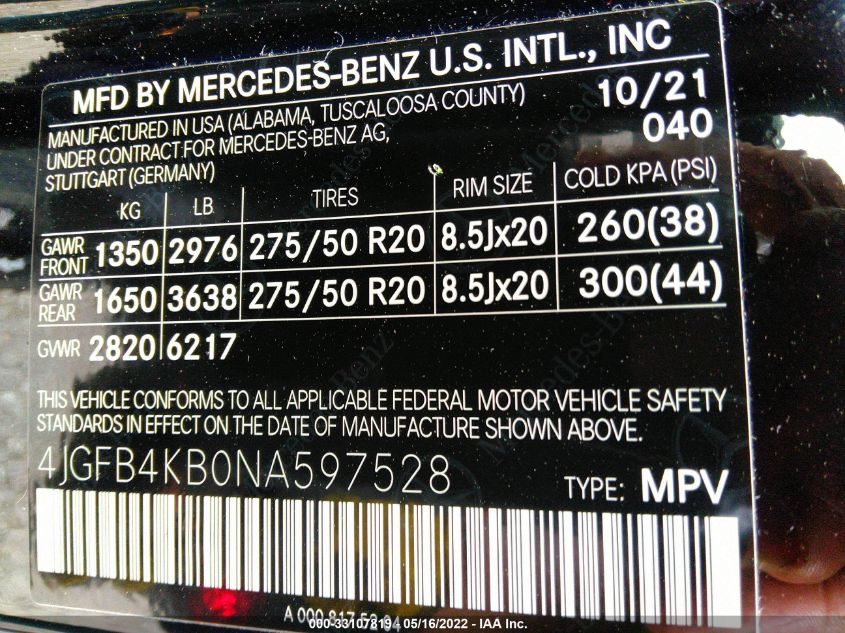 MFD BY MERCEDES-BENZ U.S. INTL., INC
MANUFACTURED IN USA (ALABAMA, TUSCALOOSA COUNTY) 10/21
UNDER CONTRACT FOR MERCEDES-BENZ AG, 040
STUTTGART (GERMANY)
KG LB TIRES RIM SIZE COLD KPA (PSI)
GAWR FRONT 1350 2976 275/50 R20 8.5Jx20 260(38)
GAWR REAR 1650 3638 275/50 R20 8.5Jx20 300(44)
GVWR 2820 6217
THIS VEHICLE CONFORMS TO ALL APPLICABLE FEDERAL MOTOR VEHICLE SAFETY
STANDARDS IN EFFECT ON THE DATE OF MANUFACTURE SHOWN ABOVE.
4JGFB4KB0NA597528 TYPE: MPV
A 000 817
000-33107819 - 05/16/2022 - IAA Inc.